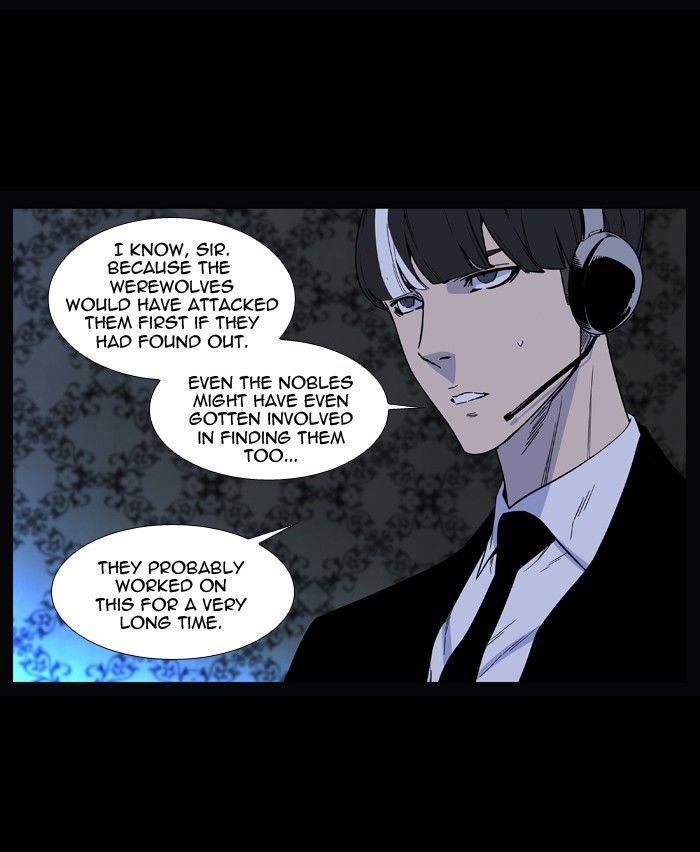 I KNOW, SIR.
BECAUSE THE
WEREWOLVES
WOULD HAVE ATTACKED
THEM FIRST IF THEY
HAD FOUND OUT.
EVEN THE NOBLES
MIGHT HAVE EVEN
GOTTEN INVOLVED
IN FINDING THEM
TOO...
THEY PROBABLY
WORKED ON
THIS FOR A VERY
LONG TIME.